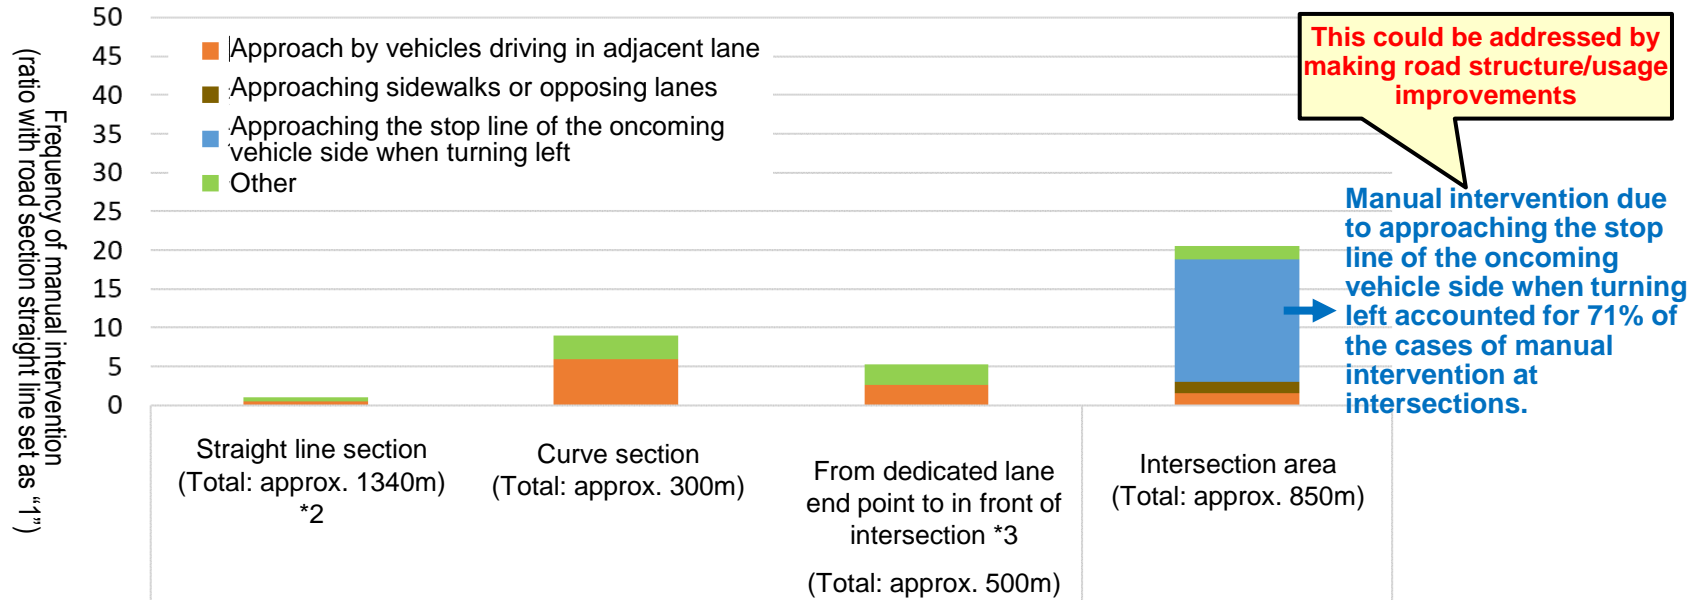 50
45
40
35
30
25
20
15
10
5
0
Frequency of manual intervention
(ratio with road section straight line set as “1”)
Approach by vehicles driving in adjacent lane
Approaching sidewalks or opposing lanes
Approaching the stop line of the oncoming
vehicle side when turning left
Other
This could be addressed by
making road structure/usage
improvements
Manual intervention due
to approaching the stop
line of the oncoming
vehicle side when turning
left accounted for 71% of
the cases of manual
intervention at
intersections.
Straight line section
(Total: approx. 1340m)
*2
Curve section
(Total: approx. 300m)
From dedicated lane
end point to in front of
intersection *3
(Total: approx. 500m)
Intersection area
(Total: approx. 850m)